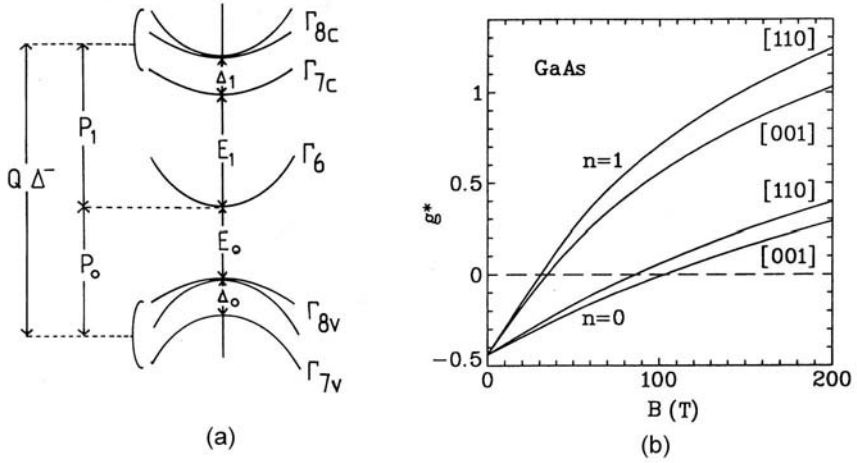 Γ8c
Γ7c
Δ1
P1
E1
Γ6
Q Δ⁻
P0
E0
Δ0
Γ8v
Γ7v
(a)
[110]
GaAs
1
[001]
n=1
0.5
[110]
g*
[001]
0
n=0
−0.5
0
100
200
B (T)
(b)